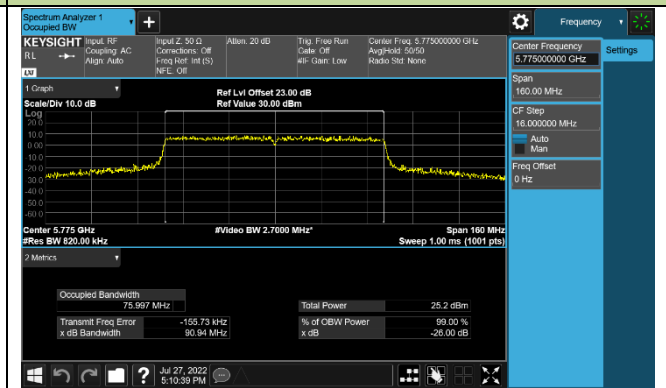 Spectrum Analyzer 1
Occupied BW
+
Frequency
KEYSIGHT
RL
LXI
Input: RF
Coupling: AC
Align: Auto
Input Z: 50 Ω
Corrections: Off
Freq Ref: Int (S)
NFE: Off
Atten: 20 dB
Trig: Free Run
Gate: Off
#IF Gain: Low
Center Freq: 5.775000000 GHz
Avg|Hold: 50/50
Radio Std: None
Center Frequency
5.775000000 GHz
Settings
Span
160.00 MHz
CF Step
16.000000 MHz
Auto
Man
Freq Offset
0 Hz
1 Graph
Scale/Div 10.0 dB
Ref Lvl Offset 23.00 dB
Ref Value 30.00 dBm
Log
20.0
10.0
0.00
-10.0
-20.0
-30.0
-40.0
-50.0
-60.0
Center 5.775 GHz
#Res BW 820.00 kHz
#Video BW 2.7000 MHz*
Span 160 MHz
Sweep 1.00 ms (1001 pts)
2 Metrics
Occupied Bandwidth
75.997 MHz
Total Power 25.2 dBm
Transmit Freq Error -155.73 kHz
% of OBW Power 99.00 %
x dB Bandwidth 90.94 MHz
x dB -26.00 dB
?
Jul 27, 2022
5:10:39 PM